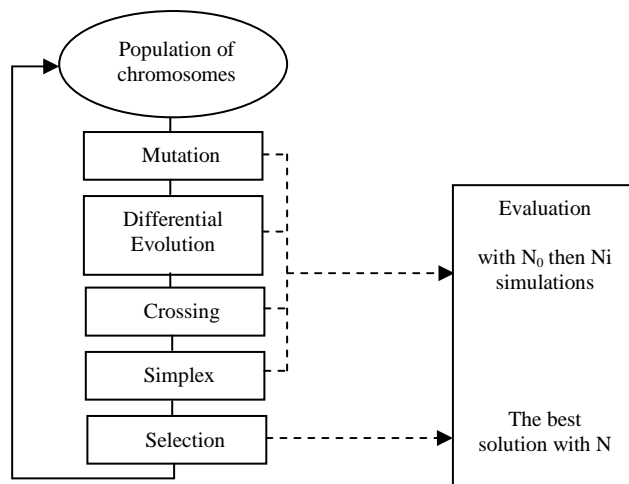 Population of
chromosomes
Mutation
Differential
Evolution
Crossing
Simplex
Selection
Evaluation
with N₀ then Ni
simulations
The best
solution with N